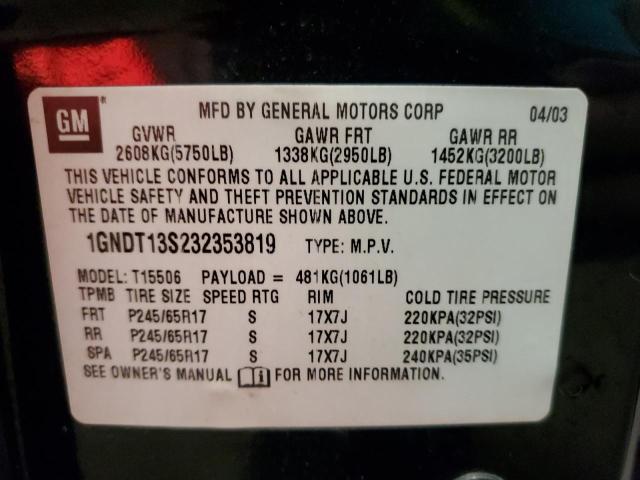 GM
MFD BY GENERAL MOTORS CORP 04/03
GVWR GAWR FRT GAWR RR
2608KG(5750LB) 1338KG(2950LB) 1452KG(3200LB)
THIS VEHICLE CONFORMS TO ALL APPLICABLE U.S. FEDERAL MOTOR
VEHICLE SAFETY AND THEFT PREVENTION STANDARDS IN EFFECT ON
THE DATE OF MANUFACTURE SHOWN ABOVE.
1GNDT13S232353819 TYPE: M.P.V.
MODEL: T15506 PAYLOAD = 481KG(1061LB)
TPMB TIRE SIZE SPEED RTG RIM COLD TIRE PRESSURE
FRT P245/65R17 S 17X7J 220KPA(32PSI)
RR P245/65R17 S 17X7J 220KPA(32PSI)
SPA P245/65R17 S 17X7J 240KPA(35PSI)
SEE OWNER'S MANUAL FOR MORE INFORMATION.